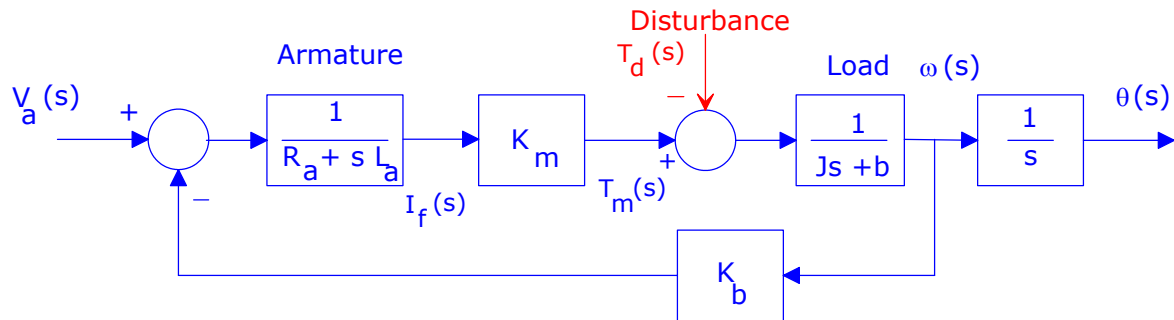 Disturbance
T_d(s)
Armature
Load
ω(s)
V_a(s)
+
−
θ(s)
1
R_a + s L_a
K_m
+
1
Js + b
1
s
−
I_f(s)
T_m(s)
K_b